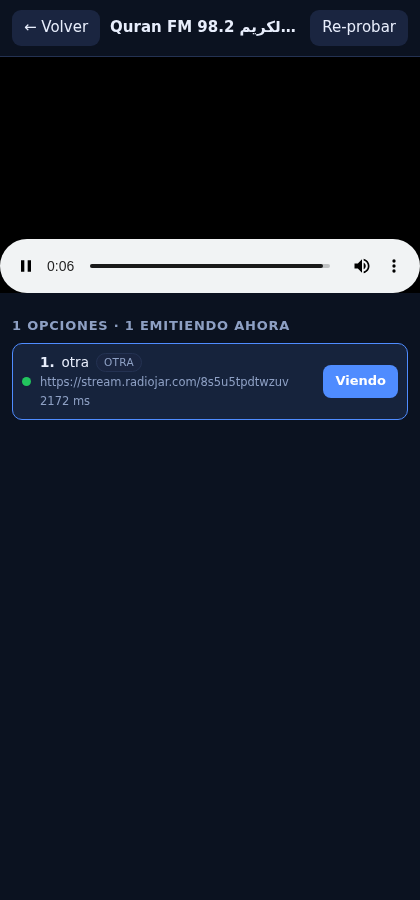 ← Volver
Quran FM 98.2 لكريم...
Re-probar
0:06
1 OPCIONES · 1 EMITIENDO AHORA
1. otra OTRA
https://stream.radiojar.com/8s5u5tpdtwzuv
2172 ms
Viendo